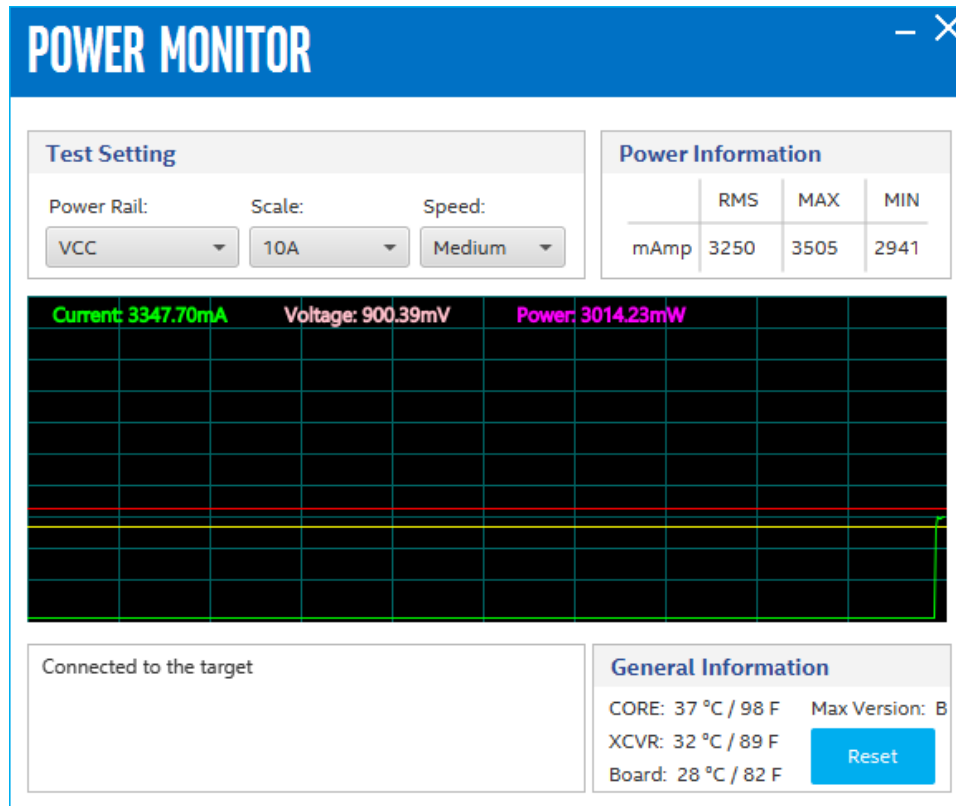 POWER MONITOR
Test Setting
Power Rail: Scale: Speed:
VCC 10A Medium
Power Information
RMS MAX MIN
mAmp 3250 3505 2941
Current: 3347.70mA Voltage: 900.39mV Power: 3014.23mW
Connected to the target
General Information
CORE: 37 °C / 98 F Max Version: B
XCVR: 32 °C / 89 F
Reset
Board: 28 °C / 82 F